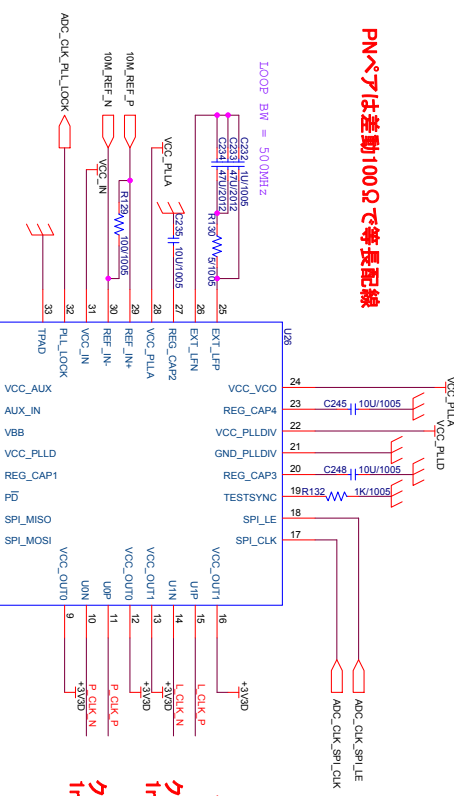 PNペアは差動100Ωで等長配線
LOOP BW = 500MHz
ADC_CLK_PLL_LOCK
10M_REF_N
10M_REF_P
VCC_IN
R129
100/1005
VCC_PLLA
C235
10U/1005
C234
47U/2012
C233
47U/2012
C232
1U/1005
R130
5/1005
33
32
31
30
29
28
27
26
25
U26
TPAD
PLL_LOCK
VCC_IN
REF_IN-
REF_IN+
VCC_PLLA
REG_CAP2
EXT_LFN
EXT_LFP
VCC_VCO
24
VCC_PLLA
REG_CAP4
23
C245
10U/1005
VCC_PLLDIV
22
VCC_PLLD
GND_PLLDIV
21
REG_CAP3
20
C248
10U/1005
TESTSYNC
19
R132
1K/1005
SPI_LE
18
ADC_CLK_SPI_LE
SPI_CLK
17
ADC_CLK_SPI_CLK
VCC_AUX
AUX_IN
VBB
VCC_PLLD
REG_CAP1
PD
SPI_MISO
SPI_MOSI
VCC_OUT0
U0N
U0P
VCC_OUT0
VCC_OUT1
U1N
U1P
VCC_OUT1
9
10
11
12
13
14
15
16
+3V3D
P_CLK_N
P_CLK_P
+3V3D
+3V3D
L_CLK_N
L_CLK_P
+3V3D
ク
ク